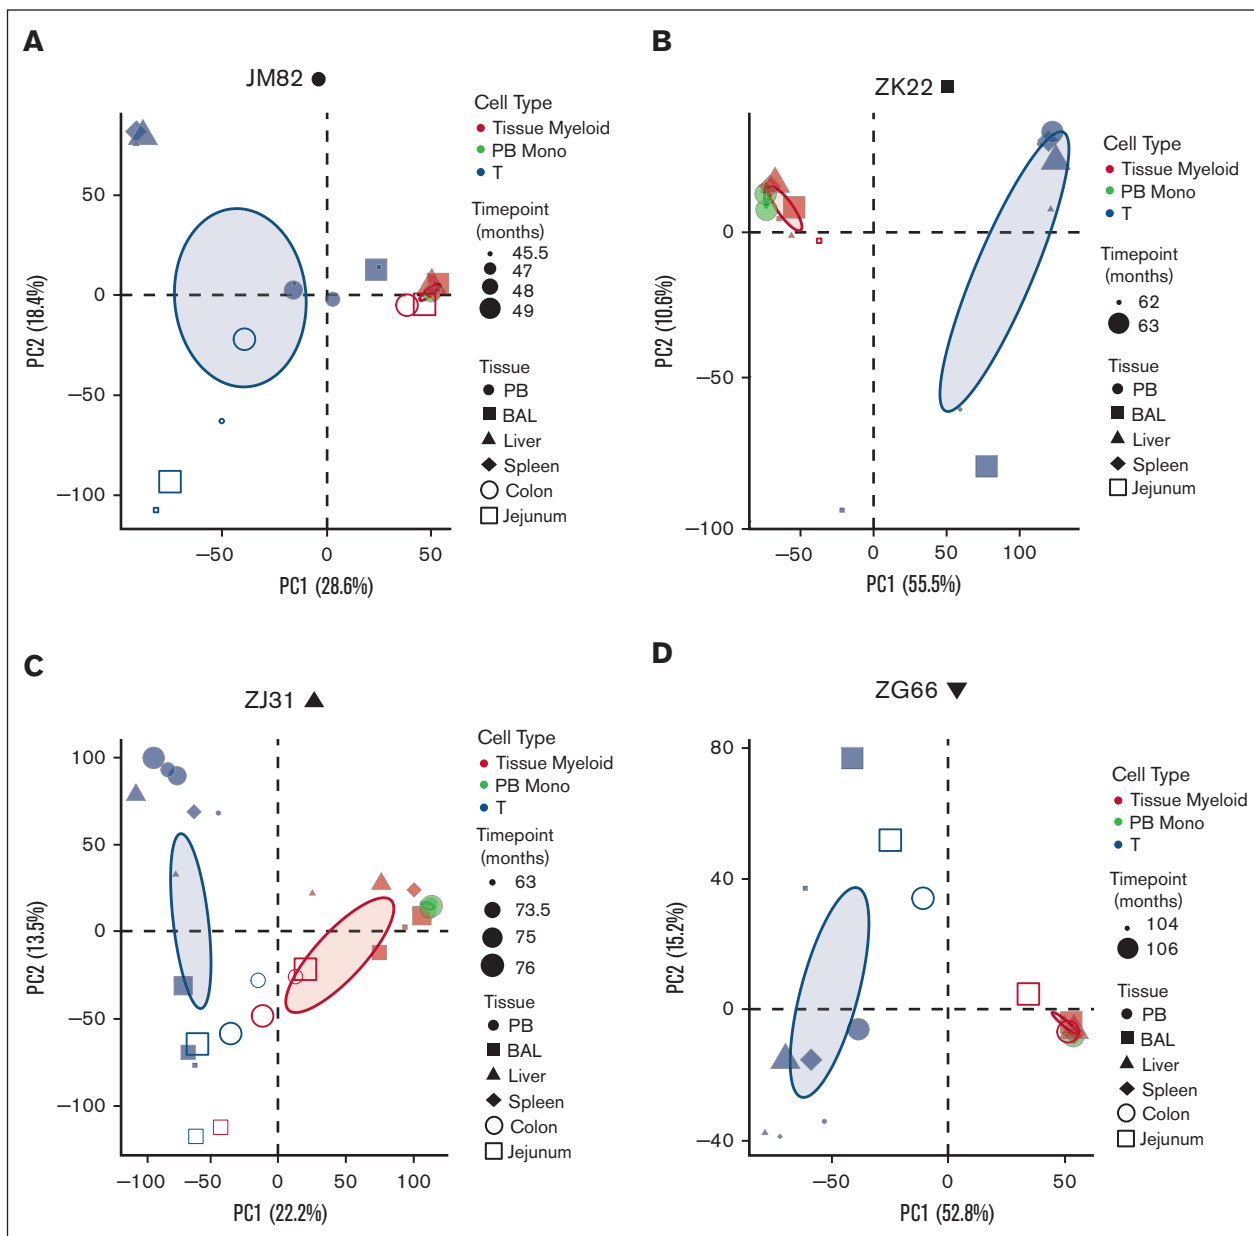 A
JM82
50
0
−50
−100
−50
0
50
PC2 (18.4%)
PC1 (28.6%)
Cell Type
Tissue Myeloid
PB Mono
T
Timepoint
(months)
45.5
47
48
49
Tissue
PB
BAL
Liver
Spleen
Colon
Jejunum
B
ZK22
0
−50
−100
−50
0
50
100
PC2 (10.6%)
PC1 (55.5%)
Cell Type
Tissue Myeloid
PB Mono
T
Timepoint
(months)
62
63
Tissue
PB
BAL
Liver
Spleen
Jejunum
C
ZJ31
100
50
0
−50
−100
−100
−50
0
50
100
PC2 (13.5%)
PC1 (22.2%)
Cell Type
Tissue Myeloid
PB Mono
T
Timepoint
(months)
63
73.5
75
76
Tissue
PB
BAL
Liver
Spleen
Colon
Jejunum
D
ZG66
80
40
0
−40
−50
0
50
PC2 (15.2%)
PC1 (52.8%)
Cell Type
Tissue Myeloid
PB Mono
T
Timepoint
(months)
104
106
Tissue
PB
BAL
Liver
Spleen
Colon
Jejunum